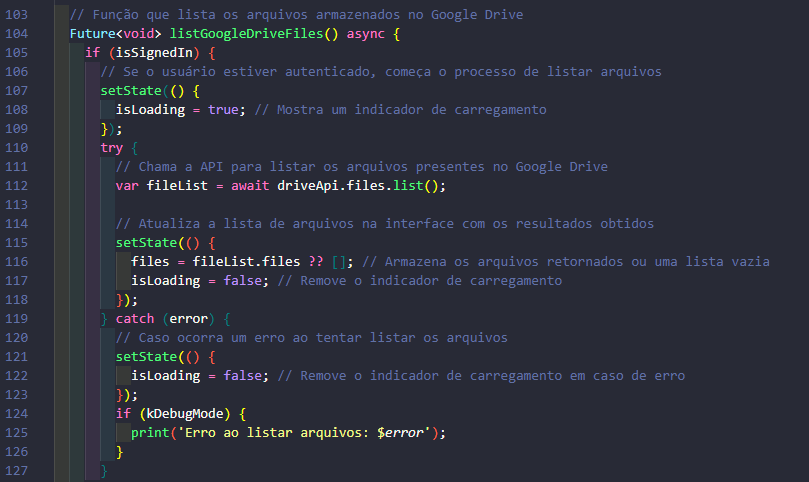 103 // Função que lista os arquivos armazenados no Google Drive
104 Future<void> listGoogleDriveFiles() async {
105 if (isSignedIn) {
106 // Se o usuário estiver autenticado, começa o processo de listar arquivos
107 setState(() {
108 isLoading = true; // Mostra um indicador de carregamento
109 });
110 try {
111 // Chama a API para listar os arquivos presentes no Google Drive
112 var fileList = await driveApi.files.list();
113
114 // Atualiza a lista de arquivos na interface com os resultados obtidos
115 setState(() {
116 files = fileList.files ?? []; // Armazena os arquivos retornados ou uma lista vazia
117 isLoading = false; // Remove o indicador de carregamento
118 });
119 } catch (error) {
120 // Caso ocorra um erro ao tentar listar os arquivos
121 setState(() {
122 isLoading = false; // Remove o indicador de carregamento em caso de erro
123 });
124 if (kDebugMode) {
125 print('Erro ao listar arquivos: $error');
126 }
127 }